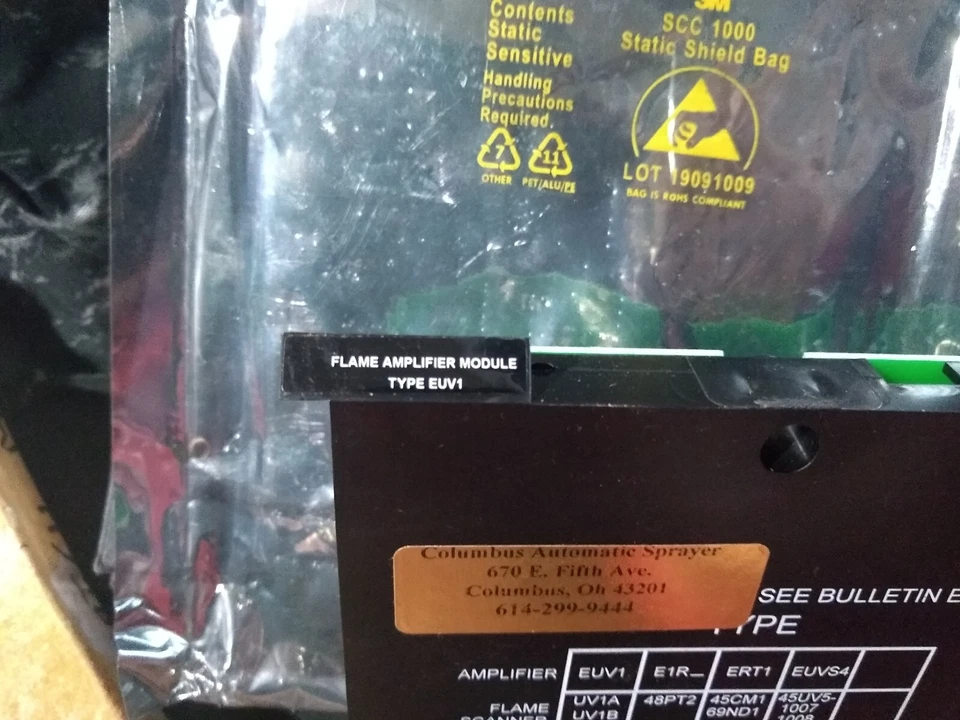 Contents
Static
Sensitive
Handling
Precautions
Required.
7
11
OTHER PET/ALU/PE
3M
SCC 1000
Static Shield Bag
LOT 19091009
BAG IS ROHS COMPLIANT
FLAME AMPLIFIER MODULE
TYPE EUV1
Columbus Automatic Sprayer
670 E. Fifth Ave.
Columbus, Oh 43201
614-299-9444
SEE BULLETIN E
TYPE
AMPLIFIER EUV1 E1R_ ERT1 EUVS4
FLAME UV1A 48PT2 45CM1 45UV5-
SCANNER UV1B 69ND1 1007
1008